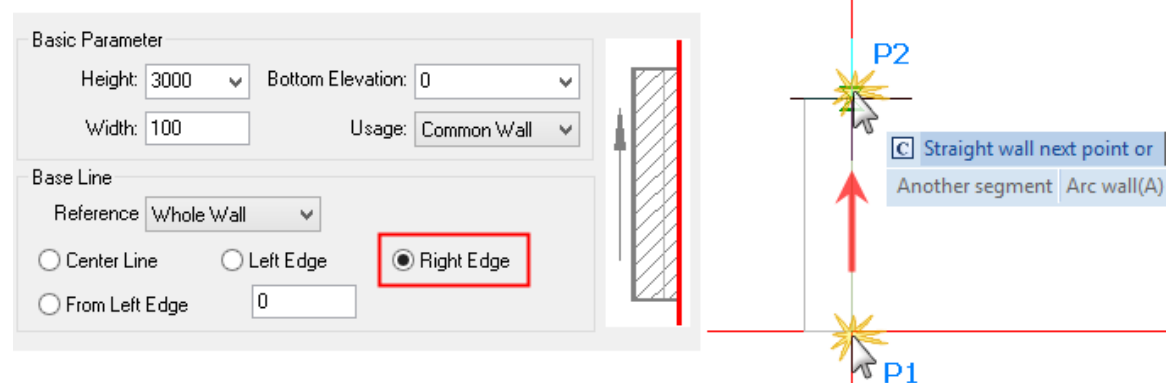 Basic Parameter
Height: 3000 Bottom Elevation: 0
Width: 100 Usage: Common Wall
Base Line
Reference Whole Wall
Center Line Left Edge Right Edge
From Left Edge 0
P2
C Straight wall next point or
Another segment Arc wall(A)
P1